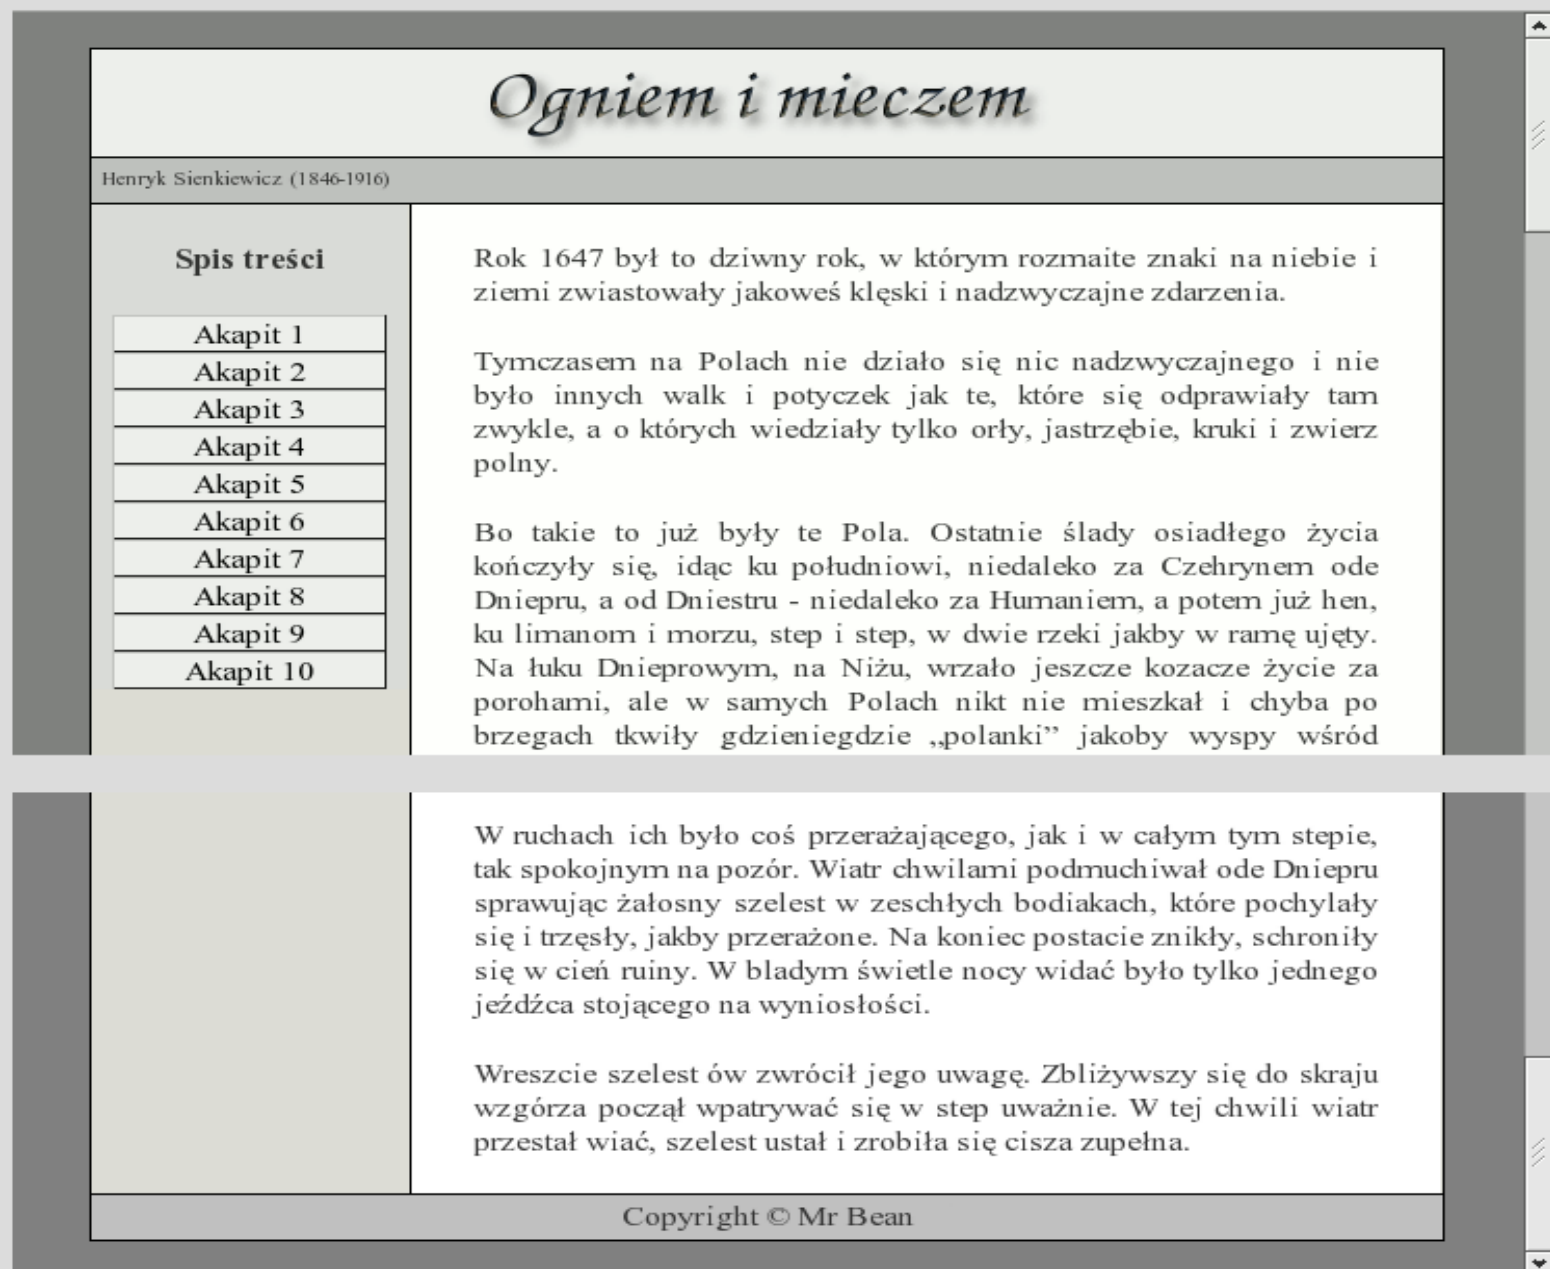 Ogniem i mieczem
Henryk Sienkiewicz (1846-1916)
Spis treści
Akapit 1
Akapit 2
Akapit 3
Akapit 4
Akapit 5
Akapit 6
Akapit 7
Akapit 8
Akapit 9
Akapit 10
Rok 1647 był to dziwny rok, w którym rozmaite znaki na niebie i
ziemi zwiastowały jakoweś klęski i nadzwyczajne zdarzenia.
Tymczasem na Polach nie działo się nic nadzwyczajnego i nie
było innych walk i potyczek jak te, które się odprawiały tam
zwykle, a o których wiedziały tylko orły, jastrzębie, kruki i zwierz
polny.
Bo takie to już były te Pola. Ostatnie ślady osiadłego życia
kończyły się, idąc ku południowi, niedaleko za Czehrynem ode
Dniepru, a od Dniestru - niedaleko za Humaniem, a potem już hen,
ku limanom i morzu, step i step, w dwie rzeki jakby w ramę ujęty.
Na łuku Dnieprowym, na Niżu, wrzało jeszcze kozacze życie za
porohami, ale w samych Polach nikt nie mieszkał i chyba po
brzegach tkwiły gdzieniegdzie „polanki” jakoby wyspy wśród
W ruchach ich było coś przerażającego, jak i w całym tym stepie,
tak spokojnym na pozór. Wiatr chwilami podmuchiwał ode Dniepru
sprawując żałosny szelest w zeschłych bodiakach, które pochylały
się i trzęsły, jakby przerażone. Na koniec postacie znikły, schroniły
się w cień ruiny. W bladym świetle nocy widać było tylko jednego
jeźdźca stojącego na wyniosłości.
Wreszcie szelest ów zwrócił jego uwagę. Zbliżywszy się do skraju
wzgórza począł wpatrywać się w step uważnie. W tej chwili wiatr
przestał wiać, szelest ustał i zrobiła się cisza zupełna.
Copyright © Mr Bean